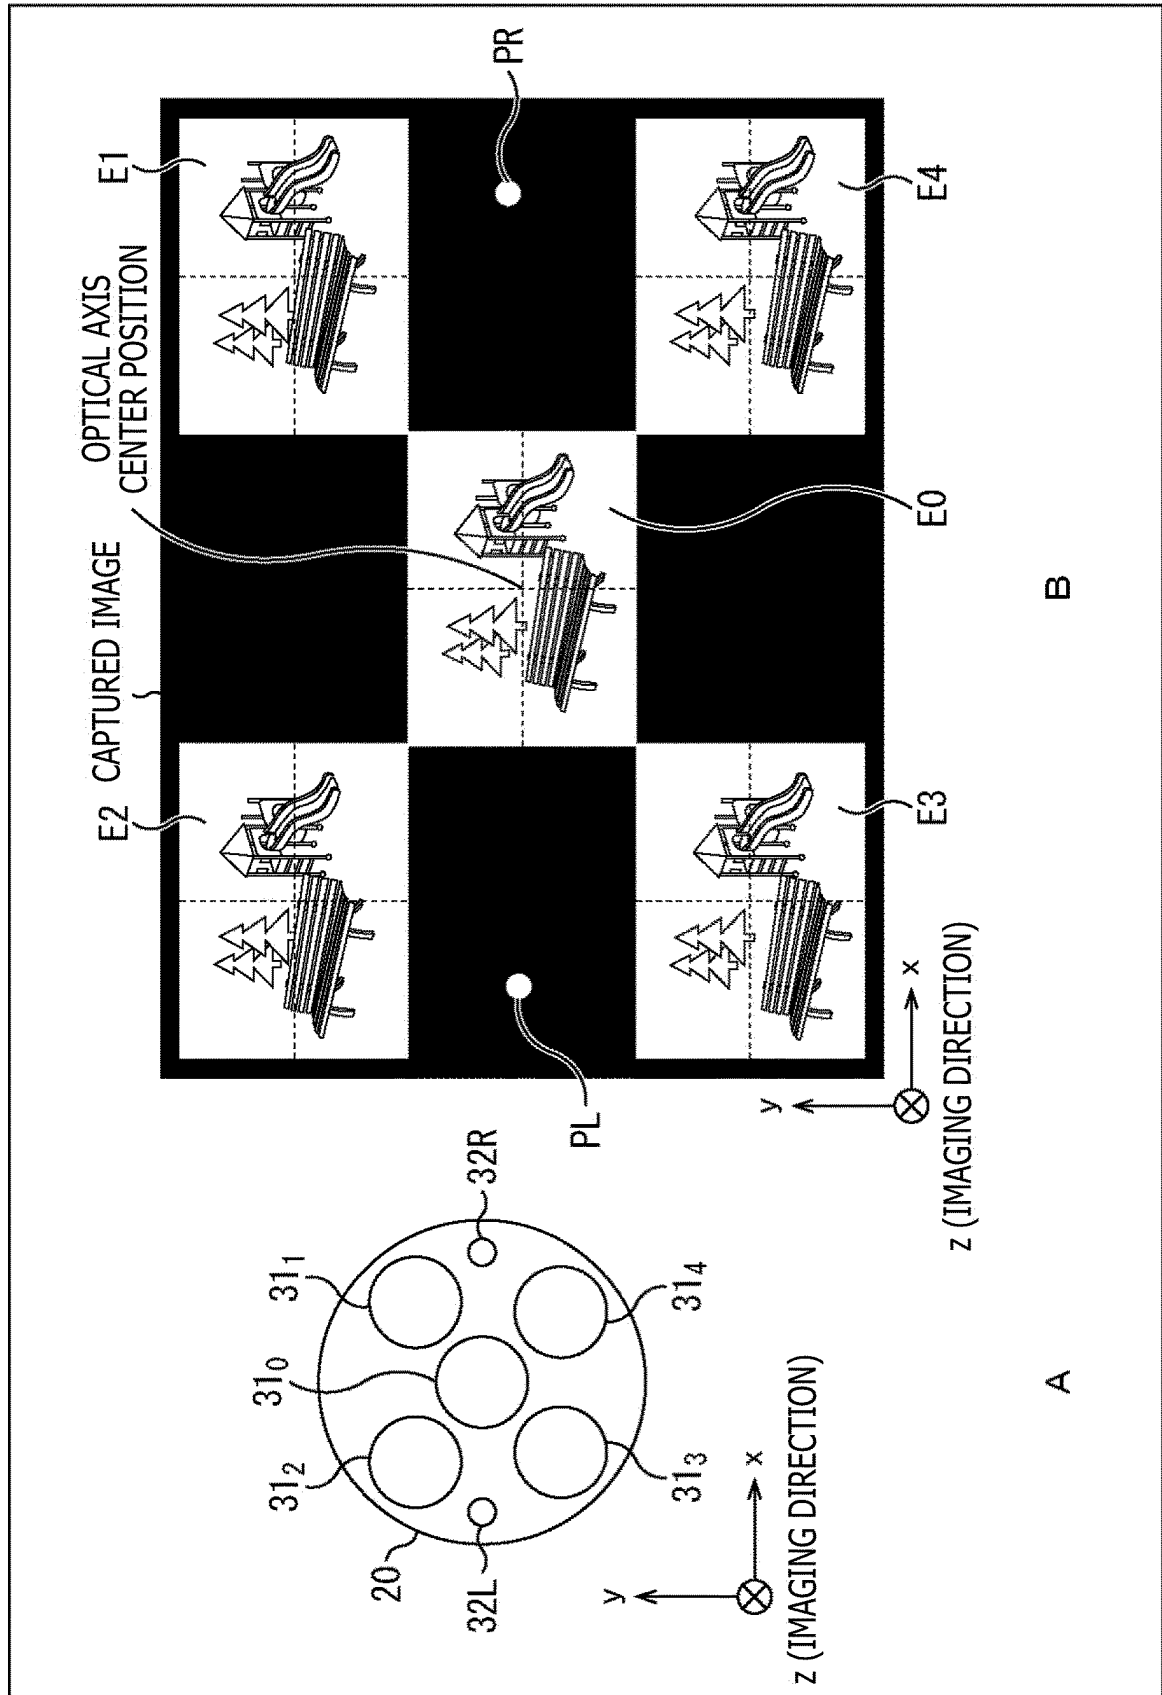 20
31₂
31₀
31₁
32L
32R
31₃
31₄
y
x
z (IMAGING DIRECTION)
A
E2
CAPTURED IMAGE
OPTICAL AXIS
CENTER POSITION
E1
PL
PR
E3
E0
E4
y
x
z (IMAGING DIRECTION)
B